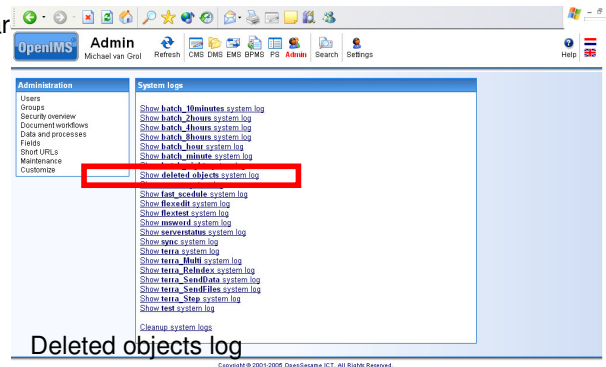 ar
OpenIMS
Admin
Michael van Grol
Refresh CMS DMS EMS BPMS PS Admin Search Settings
Help
Administration
Users
Groups
Security overview
Document workflows
Data and processes
Fields
Short URLs
Maintenance
Customize
System logs
Show batch_10minutes system log
Show batch_2hours system log
Show batch_4hours system log
Show batch_8hours system log
Show batch_hour system log
Show batch_minute system log
Show deleted objects system log
Show fast_scedule system log
Show flexedit system log
Show flextest system log
Show msword system log
Show serverstatus system log
Show sync system log
Show terra system log
Show terra_Multi system log
Show terra_ReIndex system log
Show terra_SendData system log
Show terra_SendFiles system log
Show terra_Step system log
Show test system log
Cleanup system logs
Deleted objects log
Copyright © 2001-2005 OpenSesame ICT. All Rights Reserved.